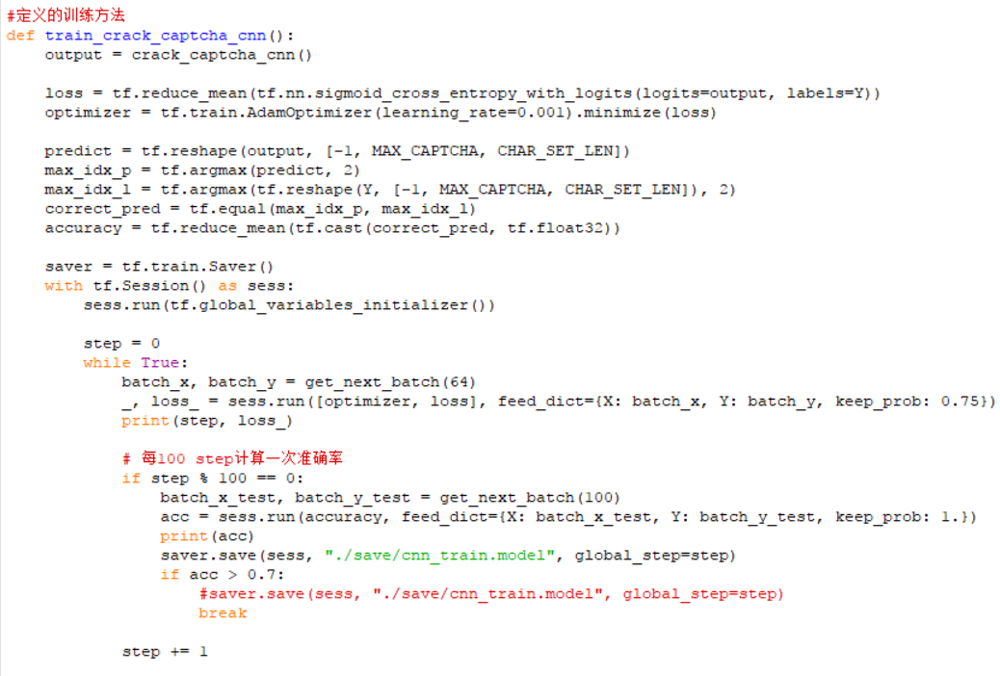 #定义的训练方法
def train_crack_captcha_cnn():
    output = crack_captcha_cnn()

    loss = tf.reduce_mean(tf.nn.sigmoid_cross_entropy_with_logits(logits=output, labels=Y))
    optimizer = tf.train.AdamOptimizer(learning_rate=0.001).minimize(loss)

    predict = tf.reshape(output, [-1, MAX_CAPTCHA, CHAR_SET_LEN])
    max_idx_p = tf.argmax(predict, 2)
    max_idx_l = tf.argmax(tf.reshape(Y, [-1, MAX_CAPTCHA, CHAR_SET_LEN]), 2)
    correct_pred = tf.equal(max_idx_p, max_idx_l)
    accuracy = tf.reduce_mean(tf.cast(correct_pred, tf.float32))

    saver = tf.train.Saver()
    with tf.Session() as sess:
        sess.run(tf.global_variables_initializer())

        step = 0
        while True:
            batch_x, batch_y = get_next_batch(64)
            _, loss_ = sess.run([optimizer, loss], feed_dict={X: batch_x, Y: batch_y, keep_prob: 0.75})
            print(step, loss_)

            # 每100 step计算一次准确率
            if step % 100 == 0:
                batch_x_test, batch_y_test = get_next_batch(100)
                acc = sess.run(accuracy, feed_dict={X: batch_x_test, Y: batch_y_test, keep_prob: 1.})
                print(acc)
                saver.save(sess, "./save/cnn_train.model", global_step=step)
                if acc > 0.7:
                    #saver.save(sess, "./save/cnn_train.model", global_step=step)
                    break

            step += 1